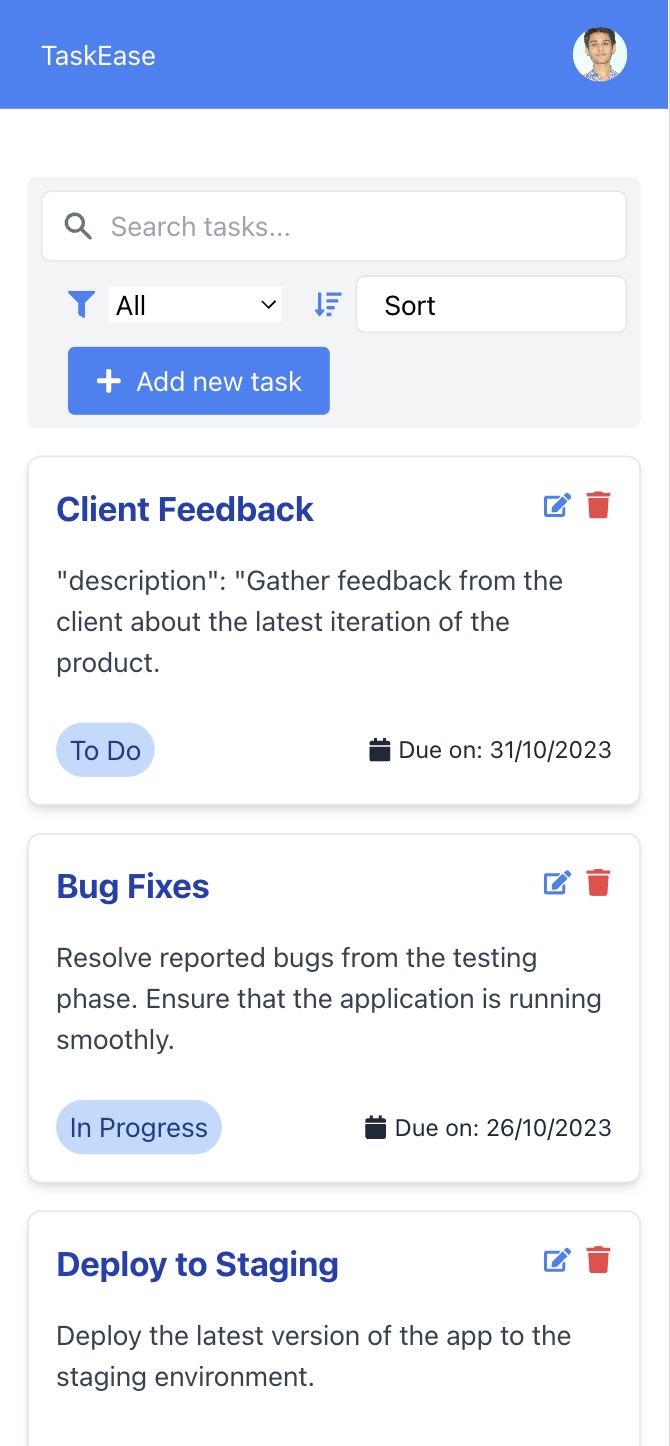 TaskEase
Search tasks...
All
Sort
Add new task
Client Feedback
"description": "Gather feedback from the
client about the latest iteration of the
product.
To Do
Due on: 31/10/2023
Bug Fixes
Resolve reported bugs from the testing
phase. Ensure that the application is running
smoothly.
In Progress
Due on: 26/10/2023
Deploy to Staging
Deploy the latest version of the app to the
staging environment.